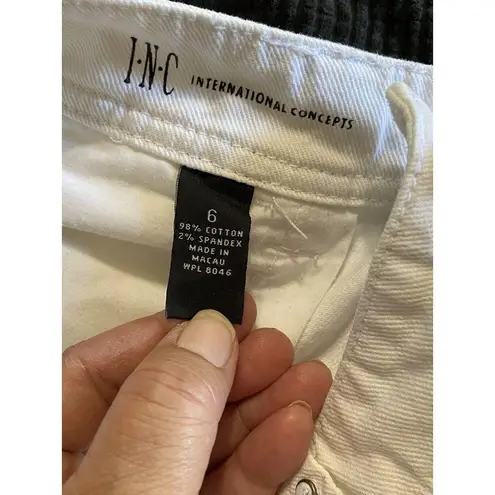 I·N·C INTERNATIONAL CONCEPTS
6
98% COTTON
2% SPANDEX
MADE IN
MACAU
WPL 8046